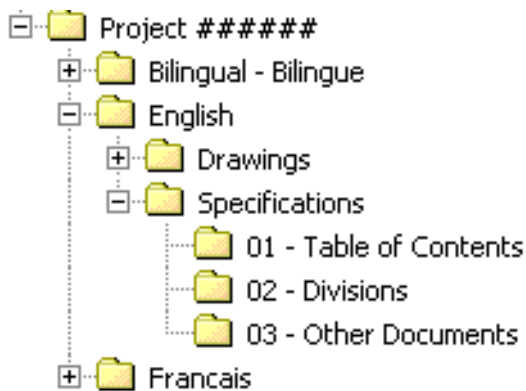 Project ######
Bilingual - Bilingue
English
Drawings
Specifications
01 - Table of Contents
02 - Divisions
03 - Other Documents
Francais